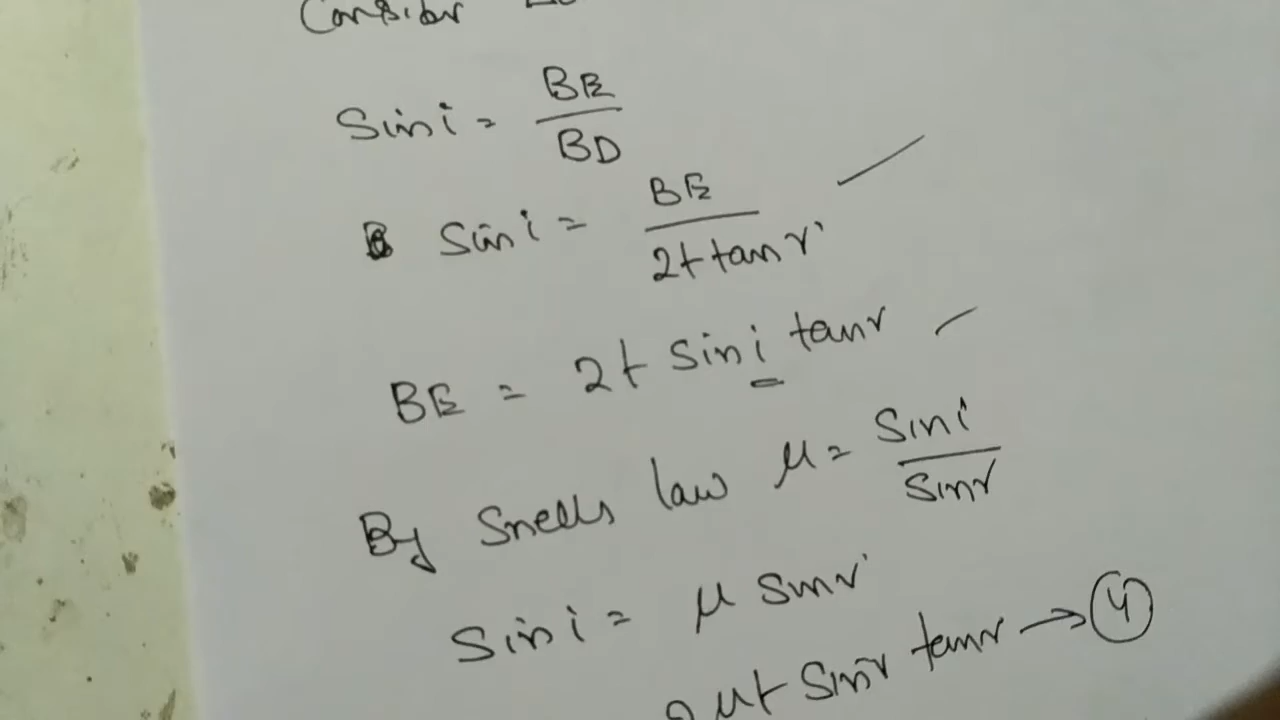 Consider
Sin i = BE / BD
Sin i = BE / 2t tan r
BE = 2t Sin i tan r
By Snells law μ = Sin i / Sin r
Sin i = μ Sin r
2μt Sin r tan r → 4